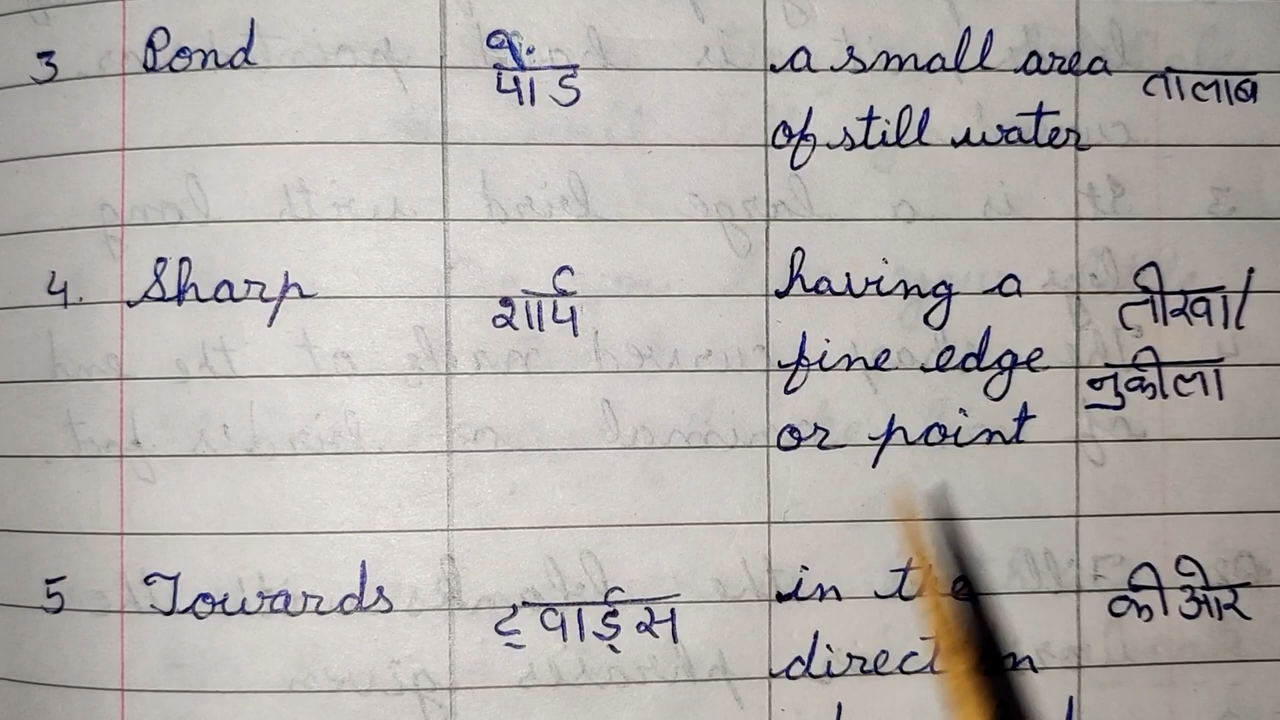 3 Pond पॉंड a small area तालाब
of still water
4. Sharp शार्प having a तीखा/
fine edge नुकीला
or point
5 Towards ट्वार्ड्स in the की ओर
direction